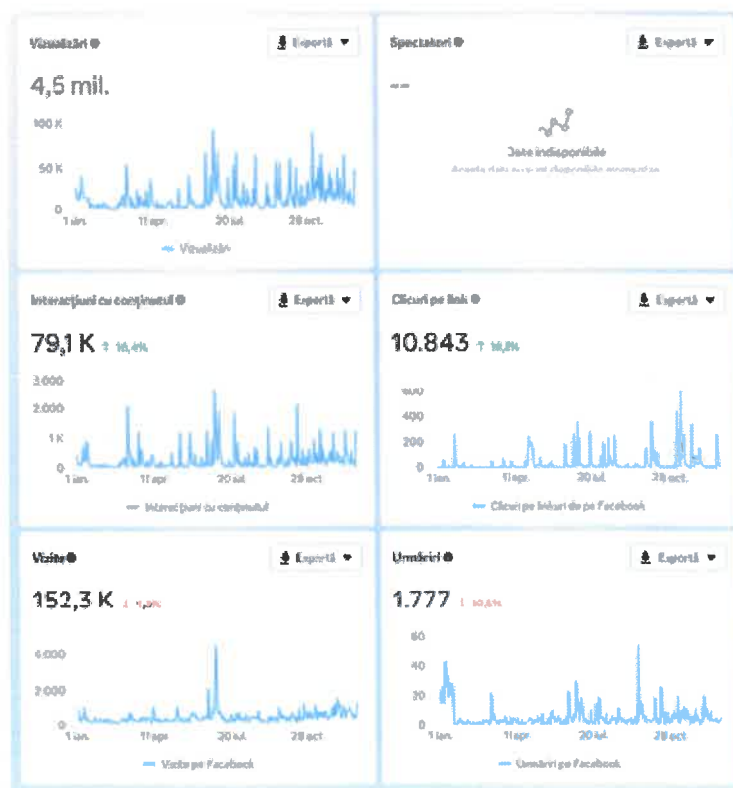 Vizualizări
Exportă
4,5 mil.
100 K
50 K
0
1 ian.
11 apr.
20 iul.
28 oct.
Vizualizări
Spectatori
Exportă
--
Date indisponibile
Interacțiuni cu conținutul
Exportă
79,1 K
3.000
2.000
1 K
0
1 ian.
11 apr.
20 iul.
28 oct.
Interacțiuni cu conținutul
Clicuri pe link
Exportă
10.843
600
400
200
0
1 ian.
11 apr.
20 iul.
28 oct.
Clicuri pe linkuri de pe Facebook
Vizite
Exportă
152,3 K
4.000
2.000
0
1 ian.
11 apr.
20 iul.
28 oct.
Vizite pe Facebook
Urmăriri
Exportă
1.777
60
40
20
0
1 ian.
11 apr.
20 iul.
28 oct.
Urmăriri pe Facebook